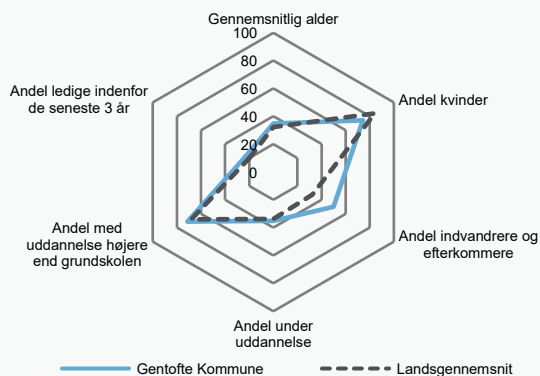 Gennemsnitlig alder
100
80
60
40
20
0
Andel kvinder
Andel indvandrere og
efterkommere
Andel under
uddannelse
Andel med
uddannelse højere
end grundskolen
Andel ledige indenfor
de seneste 3 år
Gentofte Kommune
Landsgennemsnit